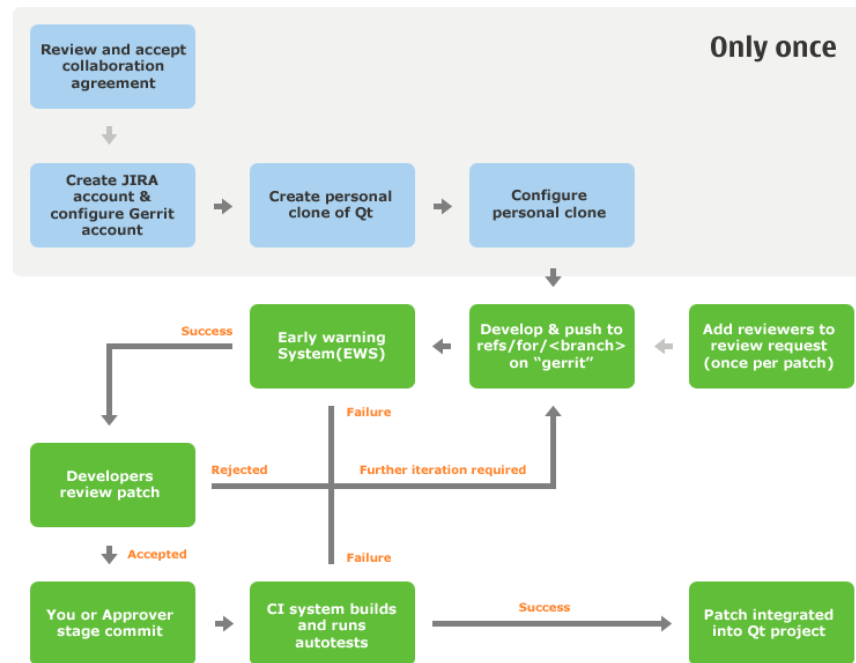 Only once
Review and accept
collaboration
agreement
Create JIRA
account &
configure Gerrit
account
Create personal
clone of Qt
Configure
personal clone
Success
Early warning
System(EWS)
Develop & push to
refs/for/<branch>
on “gerrit”
Add reviewers to
review request
(once per patch)
Failure
Developers
review patch
Rejected
Further iteration required
Accepted
Failure
You or Approver
stage commit
CI system builds
and runs
autotests
Success
Patch integrated
into Qt project